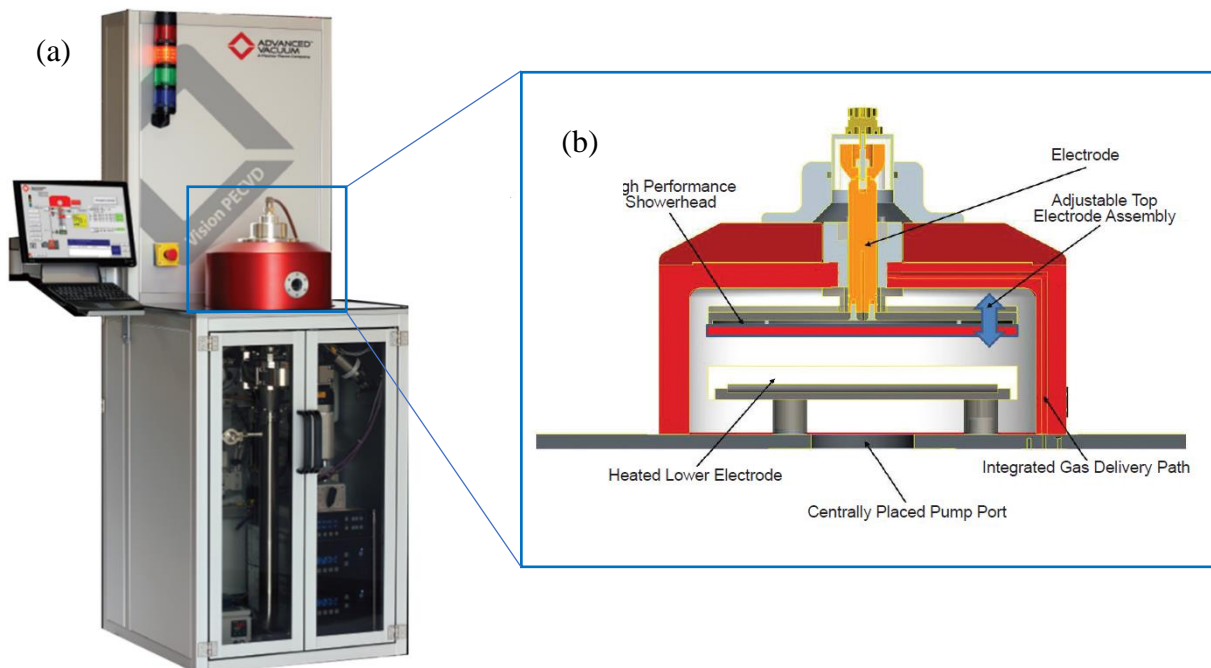 (a)
ADVANCED™
VACUUM
Vision PECVD
(b)
Electrode
gh Performance
Showerhead
Adjustable Top
Electrode Assembly
Heated Lower Electrode
Integrated Gas Delivery Path
Centrally Placed Pump Port